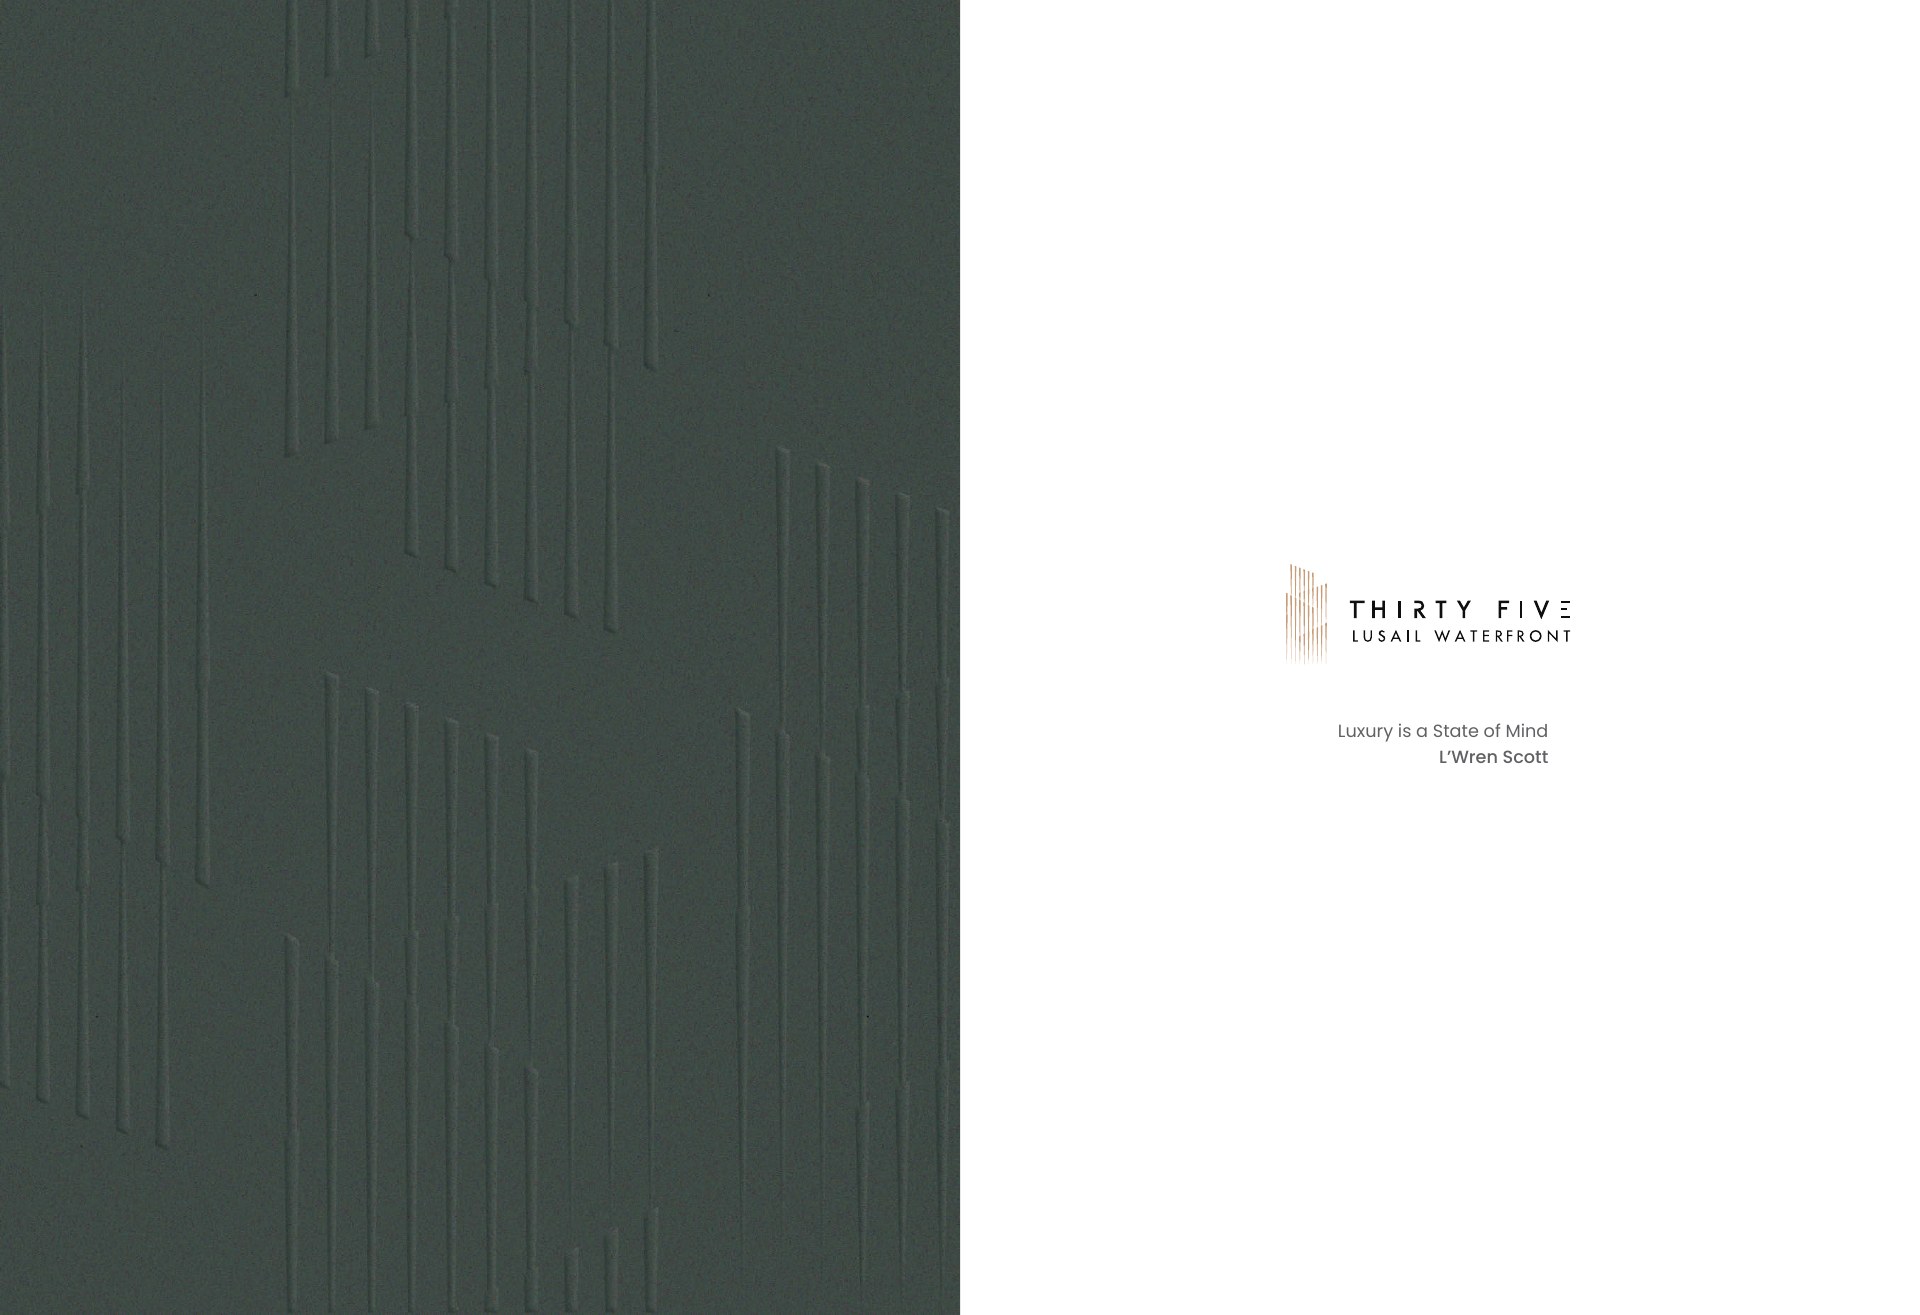 THIRTY FIVE
LUSAIL WATERFRONT
Luxury is a State of Mind
L’Wren Scott